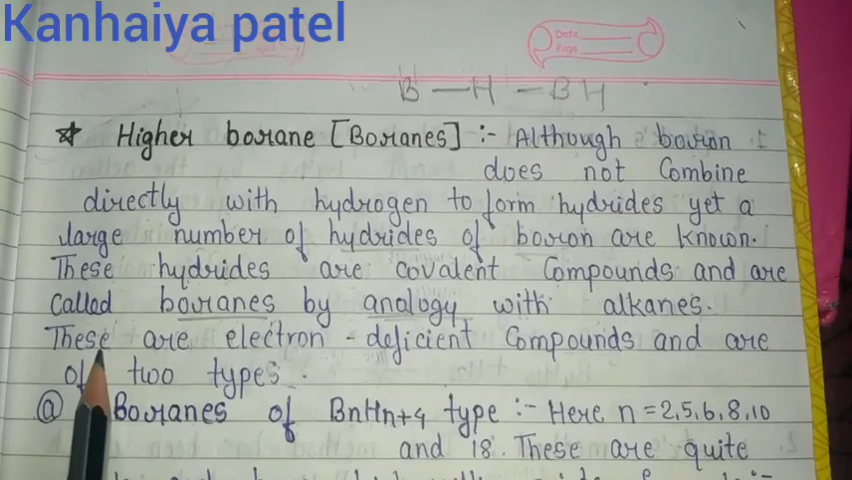 Kanhaiya patel
Date
Page
B - H - BH
★ Higher borane [Boranes] :- Although boron
does not Combine
directly with hydrogen to form hydrides yet a
large number of hydrides of boron are known.
These hydrides are covalent Compounds and are
Called boranes by anology with alkanes.
These are electron - deficient Compounds and are
of two types.
ⓐ Boranes of BnHn+4 type :- Here n = 2,5,6,8,10
and 18. These are quite